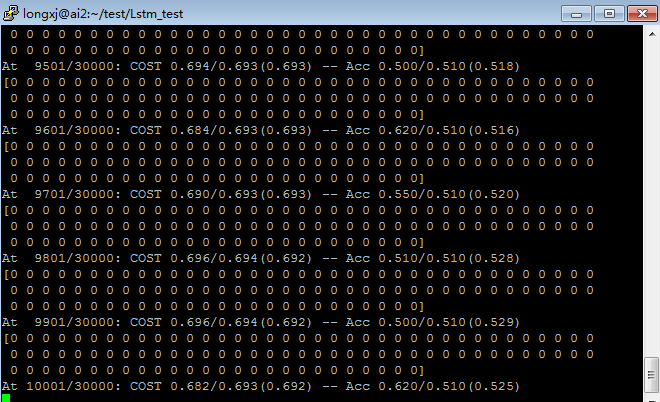 0 0 0 0 0 0 0 0 0 0 0 0 0 0 0 0 0 0 0 0 0 0 0 0 0 0 0 0 0 0 0 0 0 0 0 0 0
0 0 0 0 0 0 0 0 0 0 0 0 0 0 0 0 0 0 0 0 0 0 0 0 0 0]
At  9501/30000: COST 0.694/0.693(0.693) -- Acc 0.500/0.510(0.518)
[0 0 0 0 0 0 0 0 0 0 0 0 0 0 0 0 0 0 0 0 0 0 0 0 0 0 0 0 0 0 0 0 0 0 0 0 0
0 0 0 0 0 0 0 0 0 0 0 0 0 0 0 0 0 0 0 0 0 0 0 0 0 0 0 0 0 0 0 0 0 0 0 0 0
0 0 0 0 0 0 0 0 0 0 0 0 0 0 0 0 0 0 0 0 0 0 0 0 0 0]
At  9601/30000: COST 0.684/0.693(0.693) -- Acc 0.620/0.510(0.516)
[0 0 0 0 0 0 0 0 0 0 0 0 0 0 0 0 0 0 0 0 0 0 0 0 0 0 0 0 0 0 0 0 0 0 0 0 0
0 0 0 0 0 0 0 0 0 0 0 0 0 0 0 0 0 0 0 0 0 0 0 0 0 0 0 0 0 0 0 0 0 0 0 0 0
0 0 0 0 0 0 0 0 0 0 0 0 0 0 0 0 0 0 0 0 0 0 0 0 0 0]
At  9701/30000: COST 0.690/0.693(0.693) -- Acc 0.550/0.510(0.520)
[0 0 0 0 0 0 0 0 0 0 0 0 0 0 0 0 0 0 0 0 0 0 0 0 0 0 0 0 0 0 0 0 0 0 0 0 0
0 0 0 0 0 0 0 0 0 0 0 0 0 0 0 0 0 0 0 0 0 0 0 0 0 0 0 0 0 0 0 0 0 0 0 0 0
0 0 0 0 0 0 0 0 0 0 0 0 0 0 0 0 0 0 0 0 0 0 0 0 0 0]
At  9801/30000: COST 0.696/0.694(0.692) -- Acc 0.510/0.510(0.528)
[0 0 0 0 0 0 0 0 0 0 0 0 0 0 0 0 0 0 0 0 0 0 0 0 0 0 0 0 0 0 0 0 0 0 0 0 0
0 0 0 0 0 0 0 0 0 0 0 0 0 0 0 0 0 0 0 0 0 0 0 0 0 0 0 0 0 0 0 0 0 0 0 0 0
0 0 0 0 0 0 0 0 0 0 0 0 0 0 0 0 0 0 0 0 0 0 0 0 0 0]
At  9901/30000: COST 0.696/0.694(0.692) -- Acc 0.500/0.510(0.529)
[0 0 0 0 0 0 0 0 0 0 0 0 0 0 0 0 0 0 0 0 0 0 0 0 0 0 0 0 0 0 0 0 0 0 0 0 0
0 0 0 0 0 0 0 0 0 0 0 0 0 0 0 0 0 0 0 0 0 0 0 0 0 0 0 0 0 0 0 0 0 0 0 0 0
0 0 0 0 0 0 0 0 0 0 0 0 0 0 0 0 0 0 0 0 0 0 0 0 0 0]
At 10001/30000: COST 0.682/0.693(0.692) -- Acc 0.620/0.510(0.525)
longxj@ai2:~/test/Lstm_test